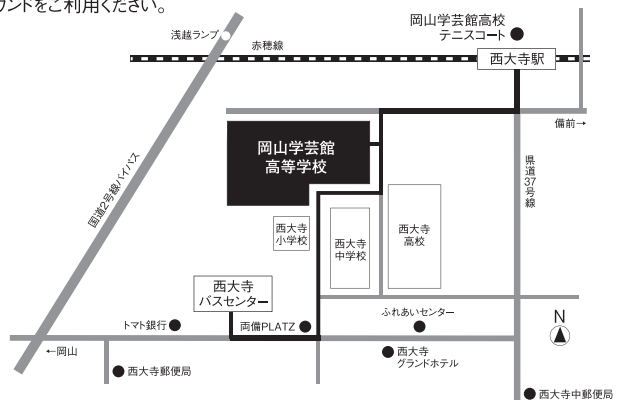 ウンドをご利用ください。
岡山学芸館高校
テニスコート
浅越ランプ
赤穂線
西大寺駅
備前→
岡山学芸館
高等学校
国道2号線バイパス
県道37号線
西大寺
小学校
西大寺
中学校
西大寺
高校
西大寺
バスセンター
トマト銀行
両備PLATZ
ふれあいセンター
N
←岡山
西大寺
グランドホテル
西大寺郵便局
西大寺中郵便局